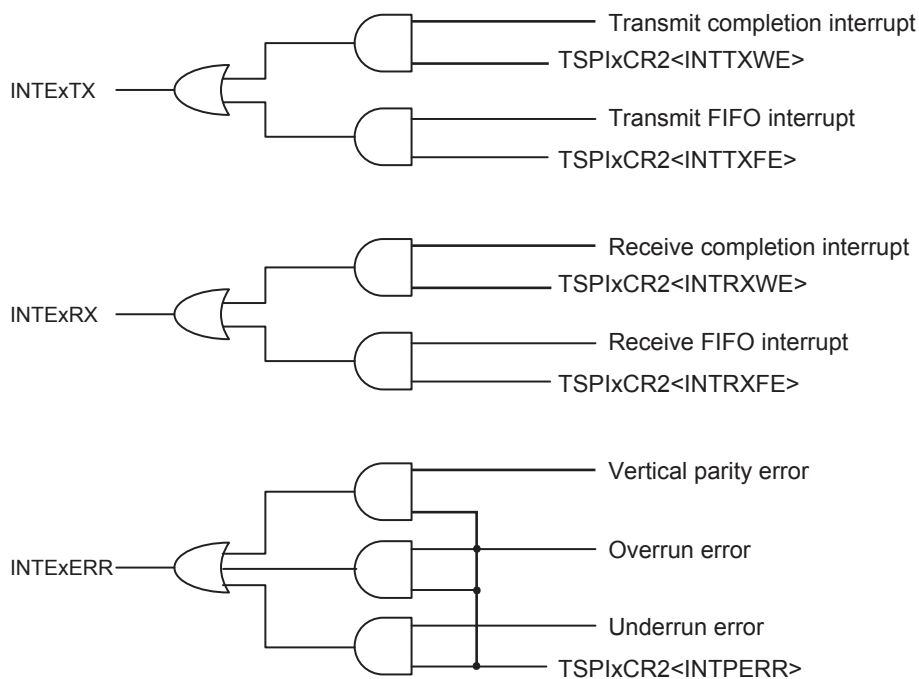 Transmit completion interrupt
TSPIxCR2<INTTXWE>
INTExTX
Transmit FIFO interrupt
TSPIxCR2<INTTXFE>
Receive completion interrupt
TSPIxCR2<INTRXWE>
INTExRX
Receive FIFO interrupt
TSPIxCR2<INTRXFE>
Vertical parity error
Overrun error
INTExERR
Underrun error
TSPIxCR2<INTPERR>